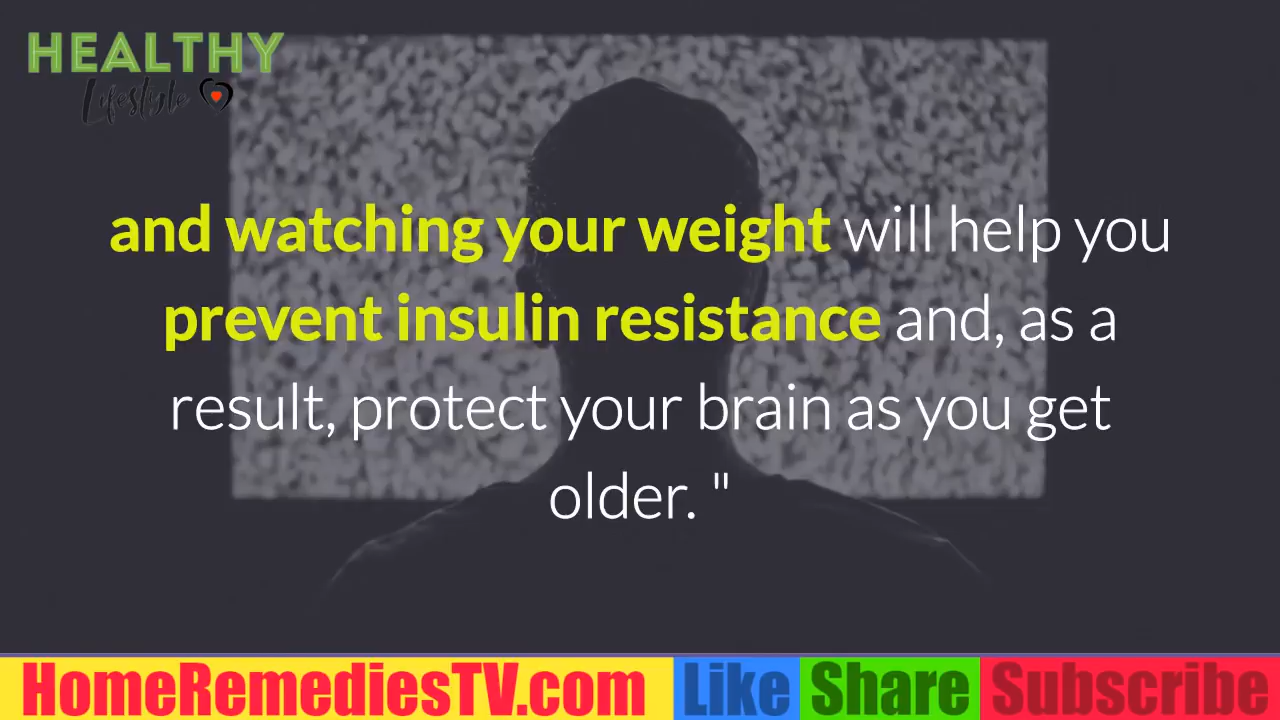 HEALTHY
Lifestyle
and watching your weight will help you
prevent insulin resistance and, as a
result, protect your brain as you get
older. "
HomeRemediesTV.com Like Share Subscribe